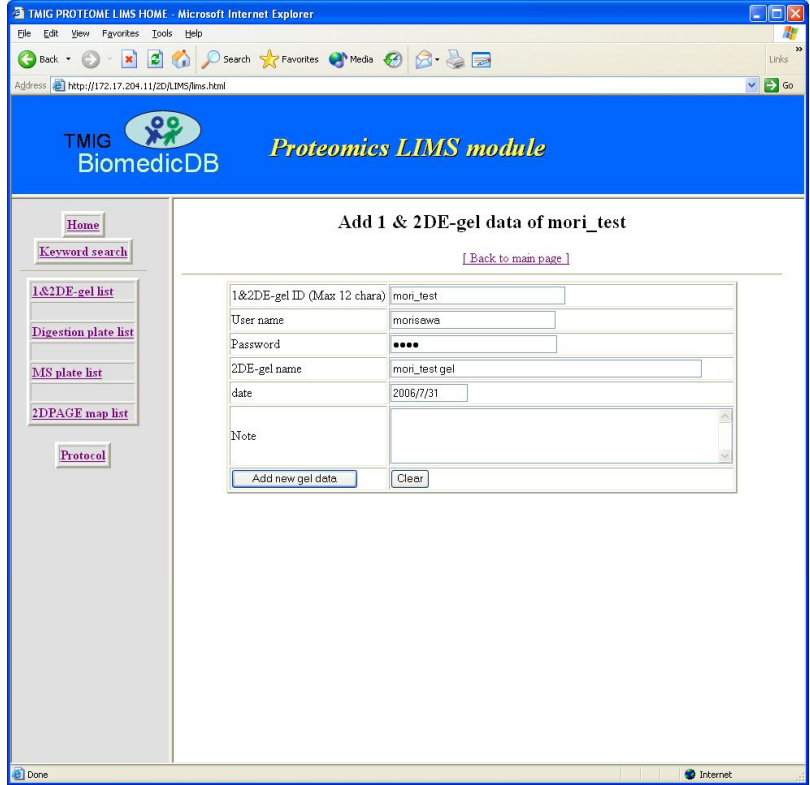 TMIG PROTEOME LIMS HOME - Microsoft Internet Explorer
File Edit View Favorites Tools Help
Back Search Favorites Media Links
Address http://172.17.204.11/2D/LIMS/lims.html Go
TMIG
BiomedicDB
Proteomics LIMS module
Home
Keyword search
1&2DE-gel list
Digestion plate list
MS plate list
2DPAGE map list
Protocol
Add 1 & 2DE-gel data of mori_test
[ Back to main page ]
1&2DE-gel ID (Max 12 chara) mori_test
User name morisawa
Password ●●●●
2DE-gel name mori_test gel
date 2006/7/31
Note
Add new gel data Clear
Done Internet